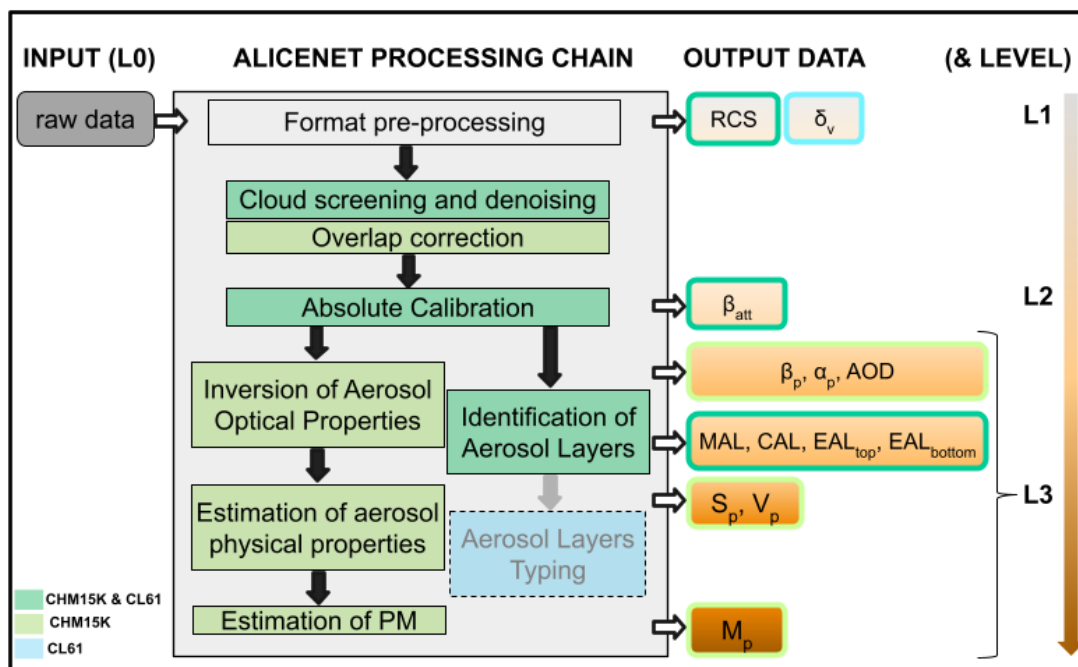 INPUT (L0) ALICENET PROCESSING CHAIN OUTPUT DATA (& LEVEL)
raw data
Format pre-processing
RCS
δv
L1
Cloud screening and denoising
Overlap correction
Absolute Calibration
βatt
L2
Inversion of Aerosol
Optical Properties
βp, αp, AOD
Identification of
Aerosol Layers
MAL, CAL, EALtop, EALbottom
L3
Estimation of aerosol
physical properties
Sp, Vp
Aerosol Layers
Typing
Estimation of PM
Mp
CHM15K & CL61
CHM15K
CL61